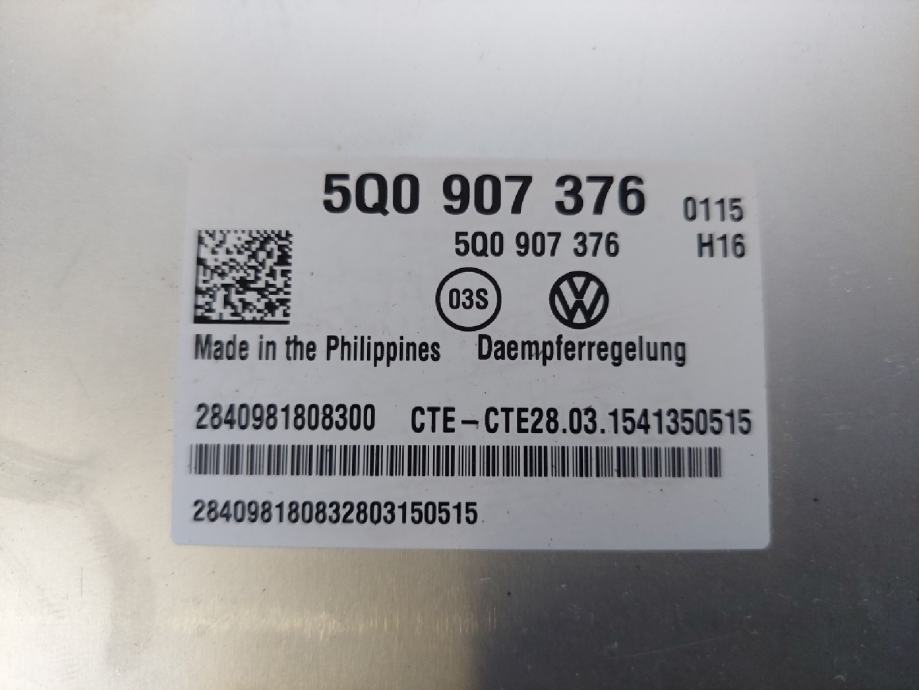 5Q0 907 376 0115
5Q0 907 376 H16
03S
Made in the Philippines Daempferregelung
2840981808300 CTE-CTE28.03.1541350515
284098180832803150515